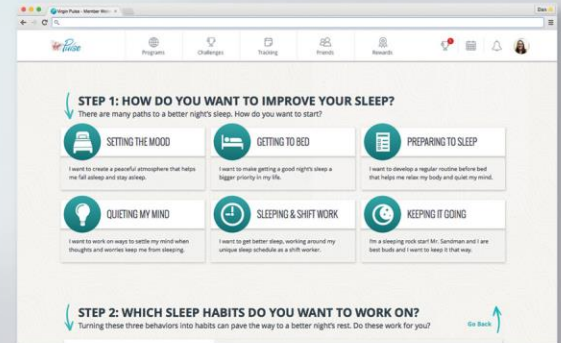 Virgin Pulse - Member
Pulse
Programs
Challenges
Tracking
Friends
Rewards
STEP 1: HOW DO YOU WANT TO IMPROVE YOUR SLEEP?
There are many paths to a better night's sleep. How do you want to start?
SETTING THE MOOD
GETTING TO BED
PREPARING TO SLEEP
I want to create a peaceful atmosphere that helps
me fall asleep and stay asleep.
I want to make getting a good night's sleep a
bigger priority in my life.
I want to develop a regular routine before bed
that helps me relax my body and quiet my mind.
QUIETING MY MIND
SLEEPING & SHIFT WORK
KEEPING IT GOING
I want to work on ways to settle my mind when
thoughts and worries keep me from sleeping.
I want to get better sleep, working around my
unique sleep schedule as a shift worker.
I'm a sleeping rock star! Mr. Sandman and I are
best buds and I want to keep it that way.
STEP 2: WHICH SLEEP HABITS DO YOU WANT TO WORK ON?
Turning these three behaviors into habits can pave the way to a better night's rest. Do these work for you?
Go Back